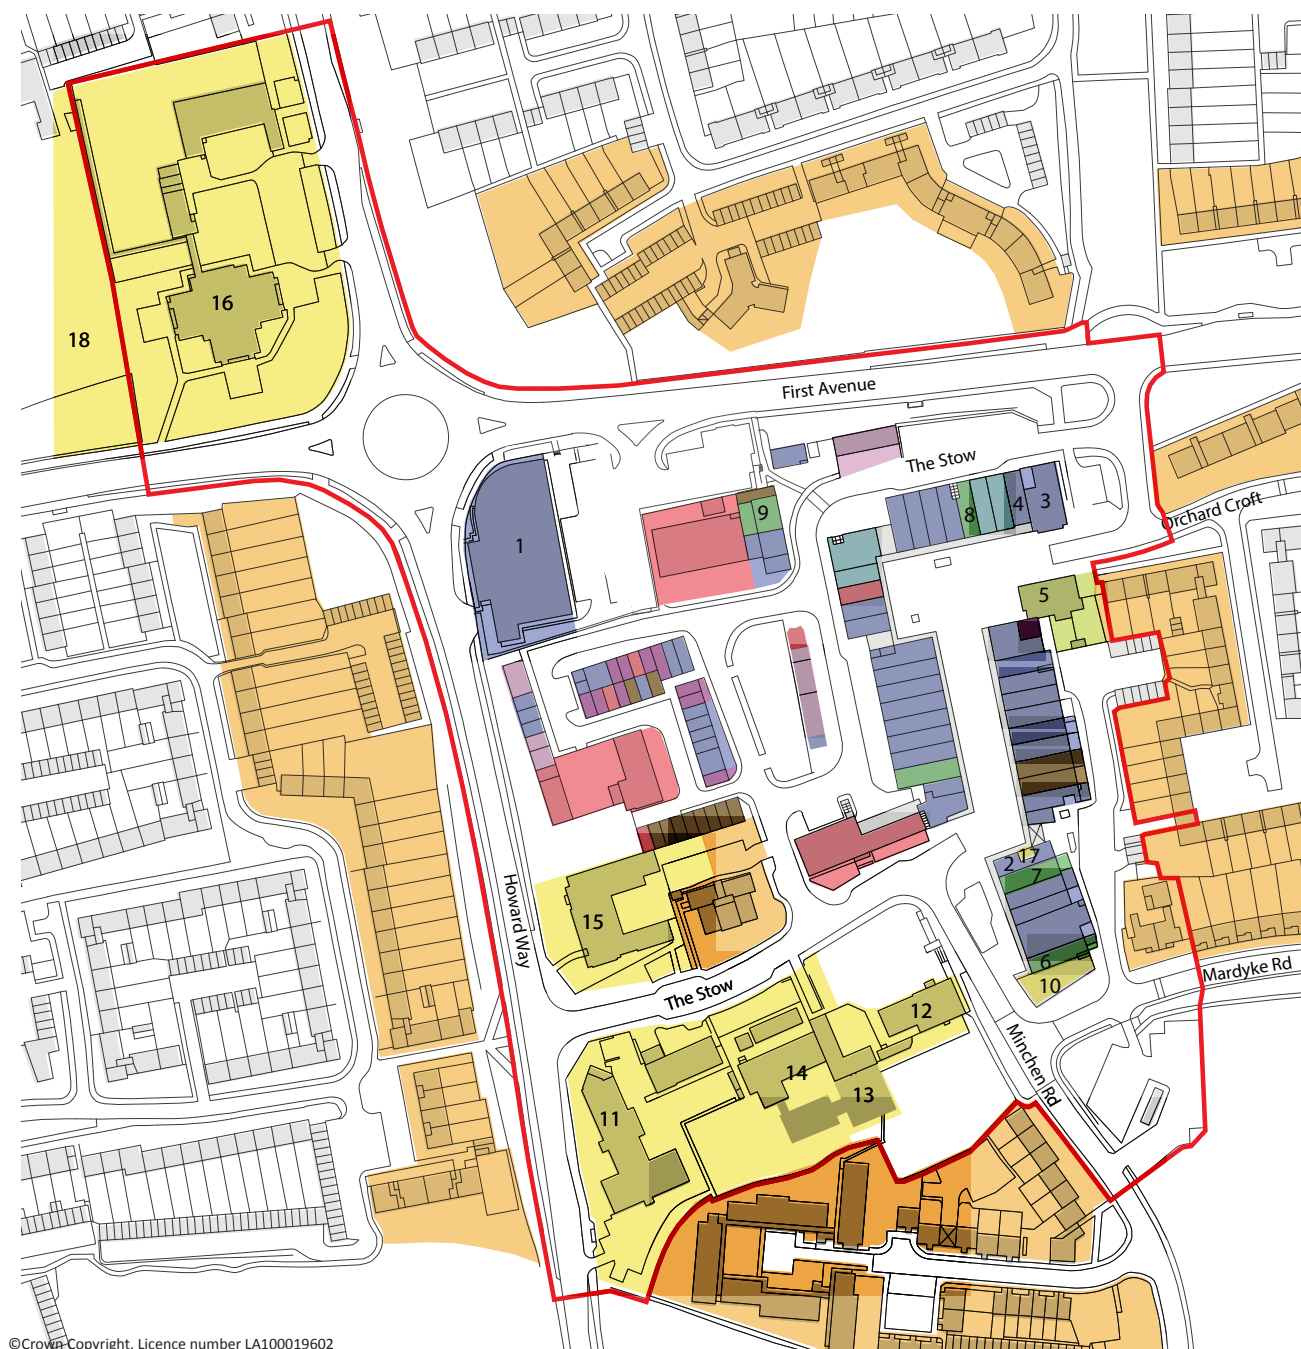 16
18
First Avenue
The Stow
3
4
8
9
Orchard Croft
1
5
2
17
7
Howard Way
15
6
10
Mardyke Rd
The Stow
12
Minchen Rd
14
13
11
©Crown Copyright. Licence number LA100019602